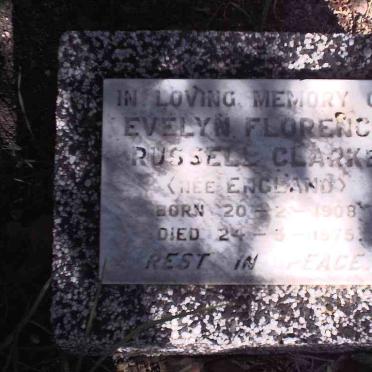 IN LOVING MEMORY O
EVELYN FLORENC
RUSSELL CLARKE
(NEE ENGLAND)
BORN 20-2-1908
DIED 24-3-1975
REST IN PEACE